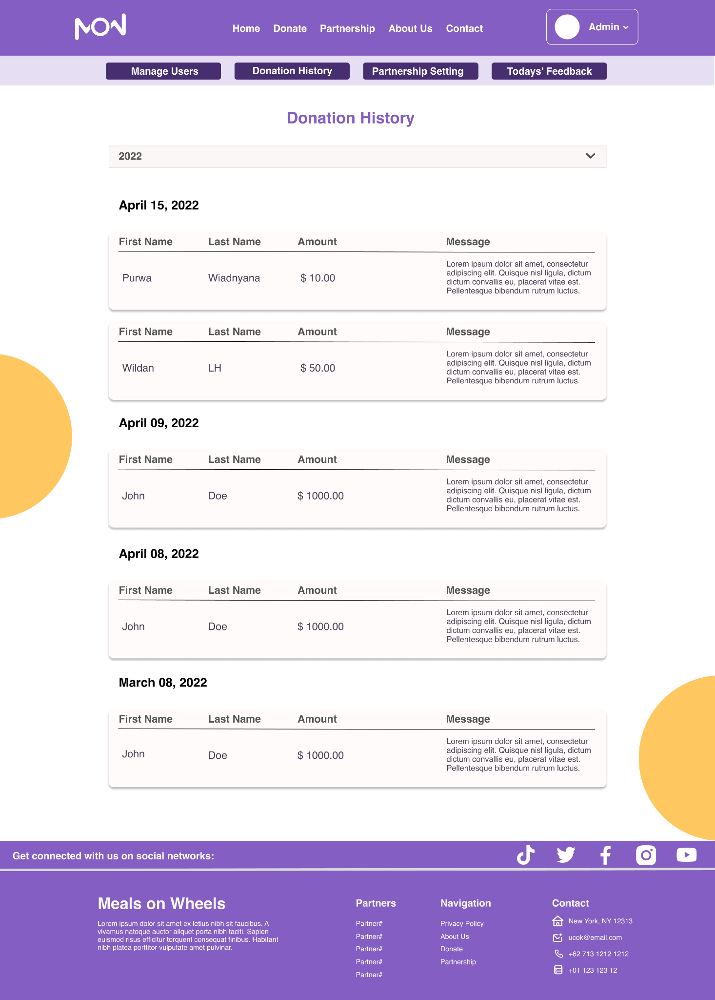 MOW
Home Donate Partnership About Us Contact
Admin
Manage Users Donation History Partnership Setting Todays’ Feedback
Donation History
2022
April 15, 2022
First Name Last Name Amount Message
Purwa Wiadnyana $ 10.00
Lorem ipsum dolor sit amet, consectetur
adipiscing elit. Quisque nisl ligula, dictum
dictum convallis eu, placerat vitae est.
Pellentesque bibendum rutrum luctus.
First Name Last Name Amount Message
Wildan LH $ 50.00
Lorem ipsum dolor sit amet, consectetur
adipiscing elit. Quisque nisl ligula, dictum
dictum convallis eu, placerat vitae est.
Pellentesque bibendum rutrum luctus.
April 09, 2022
First Name Last Name Amount Message
John Doe $ 1000.00
Lorem ipsum dolor sit amet, consectetur
adipiscing elit. Quisque nisl ligula, dictum
dictum convallis eu, placerat vitae est.
Pellentesque bibendum rutrum luctus.
April 08, 2022
First Name Last Name Amount Message
John Doe $ 1000.00
Lorem ipsum dolor sit amet, consectetur
adipiscing elit. Quisque nisl ligula, dictum
dictum convallis eu, placerat vitae est.
Pellentesque bibendum rutrum luctus.
March 08, 2022
First Name Last Name Amount Message
John Doe $ 1000.00
Lorem ipsum dolor sit amet, consectetur
adipiscing elit. Quisque nisl ligula, dictum
dictum convallis eu, placerat vitae est.
Pellentesque bibendum rutrum luctus.
Get connected with us on social networks:
Meals on Wheels
Lorem ipsum dolor sit amet ex letius nibh sit faucibus. A
vivamus natoque auctor aliquet porta nibh taciti. Sapien
euismod risus efficitur torquent consequat finibus. Habitant
nibh platea porttitor vulputate amet pulvinar.
Partners
Partner#
Partner#
Partner#
Partner#
Partner#
Navigation
Privacy Policy
About Us
Donate
Partnership
Contact
New York, NY 12313
ucok@email.com
+62 713 1212 1212
+01 123 123 12